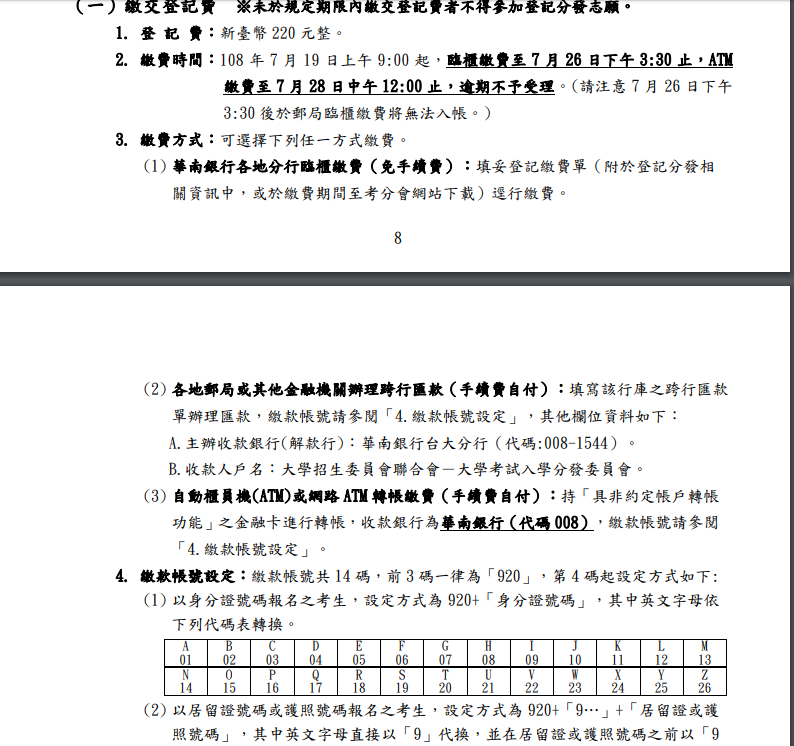 （一）繳交登記費　※未於規定期限內繳交登記費者不得參加登記分發志願。
1. 登 記 費：新臺幣 220 元整。
2. 繳費時間：108 年 7 月 19 日上午 9:00 起，臨櫃繳費至 7 月 26 日下午 3:30 止，ATM
繳費至 7 月 28 日中午 12:00 止，逾期不予受理。(請注意 7 月 26 日下午
3:30 後於郵局臨櫃繳費將無法入帳。)
3. 繳費方式：可選擇下列任一方式繳費。
(1) 華南銀行各地分行臨櫃繳費（免手續費）：填妥登記繳費單（附於登記分發相
關資訊中，或於繳費期間至考分會網站下載）逕行繳費。
8
(2) 各地郵局或其他金融機關辦理跨行匯款（手續費自付）：填寫該行庫之跨行匯款
單辦理匯款，繳款帳號請參閱「4.繳款帳號設定」，其他欄位資料如下：
A.主辦收款銀行(解款行)：華南銀行台大分行（代碼:008-1544）。
B.收款人戶名：大學招生委員會聯合會－大學考試入學分發委員會。
(3) 自動櫃員機(ATM)或網路 ATM 轉帳繳費（手續費自付）：持「具非約定帳戶轉帳
功能」之金融卡進行轉帳，收款銀行為華南銀行（代碼 008），繳款帳號請參閱
「4.繳款帳號設定」。
4. 繳款帳號設定：繳款帳號共 14 碼，前 3 碼一律為「920」，第 4 碼起設定方式如下:
(1) 以身分證號碼報名之考生，設定方式為 920+「身分證號碼」，其中英文字母依
下列代碼表轉換。
A B C D E F G H I J K L M
01 02 03 04 05 06 07 08 09 10 11 12 13
N O P Q R S T U V W X Y Z
14 15 16 17 18 19 20 21 22 23 24 25 26
(2) 以居留證號碼或護照號碼報名之考生，設定方式為 920+「9…」+「居留證或護
照號碼」，其中英文字母直接以「9」代換，並在居留證或護照號碼之前以「9